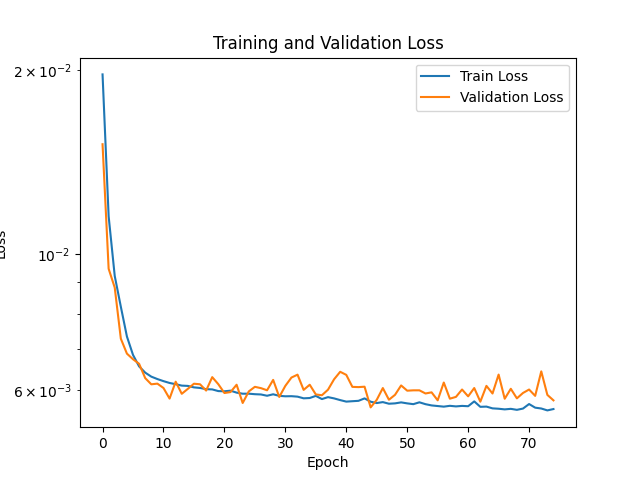 Training and Validation Loss
Train Loss
Validation Loss
2 × 10⁻²
10⁻²
6 × 10⁻³
Loss
0 10 20 30 40 50 60 70
Epoch